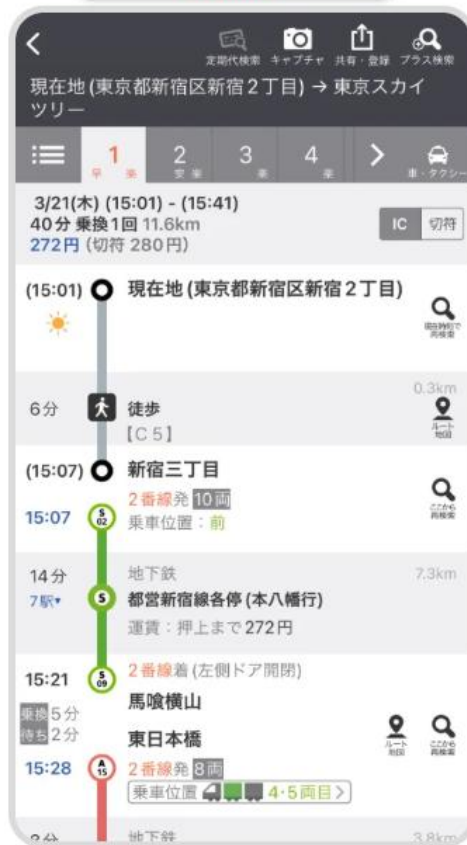 定期代検索 キャプチャ 共有・登録 プラス検索
現在地(東京都新宿区新宿2丁目)→東京スカイ
ツリー
1 2 3 4
早 楽 安 楽 楽 楽 車・タクシー
3/21(木) (15:01) - (15:41)
40分 乗換1回 11.6km
IC 切符
272円 (切符 280円)
(15:01) 現在地(東京都新宿区新宿2丁目)
現在時刻で
再検索
0.3km
6分 徒歩
ルート
地図
【C5】
(15:07) 新宿三丁目
2番線発 10両
15:07 S 02 乗車位置:前
ここから
再検索
14分 地下鉄 7.3km
7駅▾ S 都営新宿線各停(本八幡行)
運賃:押上まで272円
15:21 S 09 2番線着(左側ドア開閉)
馬喰横山
乗換5分
待ち2分
東日本橋
ルート
地図
ここから
再検索
15:28 A 15 2番線発 8両
乗車位置 4・5両目>
地下鉄 3.8km